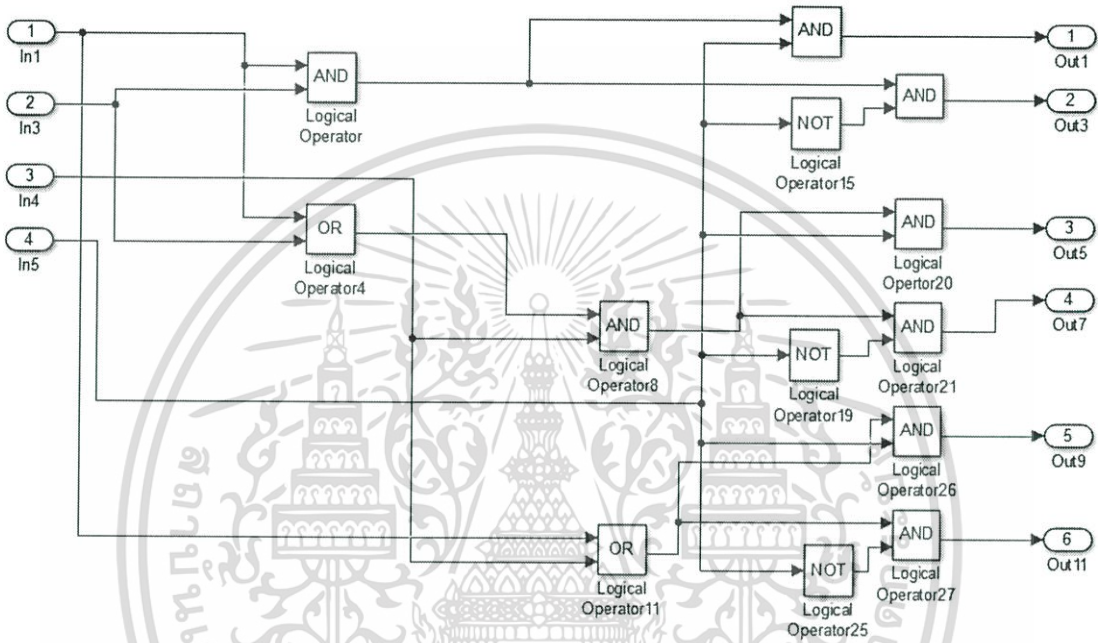 1
In1
2
In3
3
In4
4
In5
AND
Logical
Operator
OR
Logical
Operator4
AND
Logical
Operator8
OR
Logical
Operator11
AND
AND
NOT
Logical
Operator15
AND
Logical
Opertor20
AND
Logical
Operator21
NOT
Logical
Operator19
AND
Logical
Operator26
AND
Logical
Operator27
NOT
Logical
Operator25
1
Out1
2
Out3
3
Out5
4
Out7
5
Out9
6
Out11